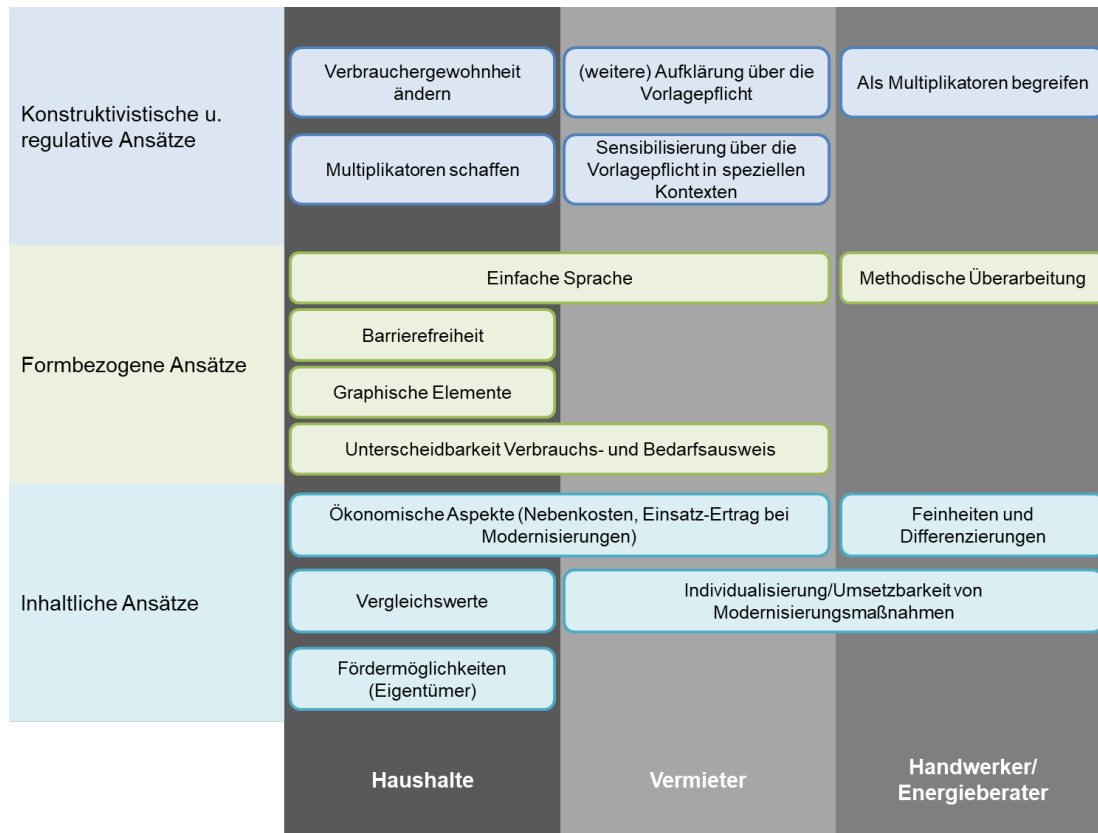 Konstruktivistische u.
regulative Ansätze
Verbrauchergewohnheit
ändern
(weitere) Aufklärung über die
Vorlagepflicht
Als Multiplikatoren begreifen
Multiplikatoren schaffen
Sensibilisierung über die
Vorlagepflicht in speziellen
Kontexten
Formbezogene Ansätze
Einfache Sprache
Methodische Überarbeitung
Barrierefreiheit
Graphische Elemente
Unterscheidbarkeit Verbrauchs- und Bedarfsausweis
Inhaltliche Ansätze
Ökonomische Aspekte (Nebenkosten, Einsatz-Ertrag bei
Modernisierungen)
Feinheiten und
Differenzierungen
Vergleichswerte
Individualisierung/Umsetzbarkeit von
Modernisierungsmaßnahmen
Fördermöglichkeiten
(Eigentümer)
Haushalte
Vermieter
Handwerker/
Energieberater